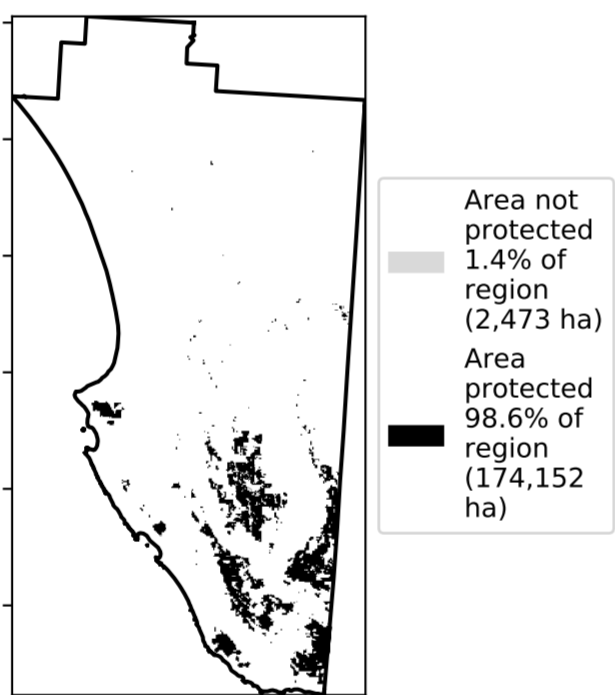 Area not
protected
1.4% of
region
(2,473 ha)
Area
protected
98.6% of
region
(174,152
ha)